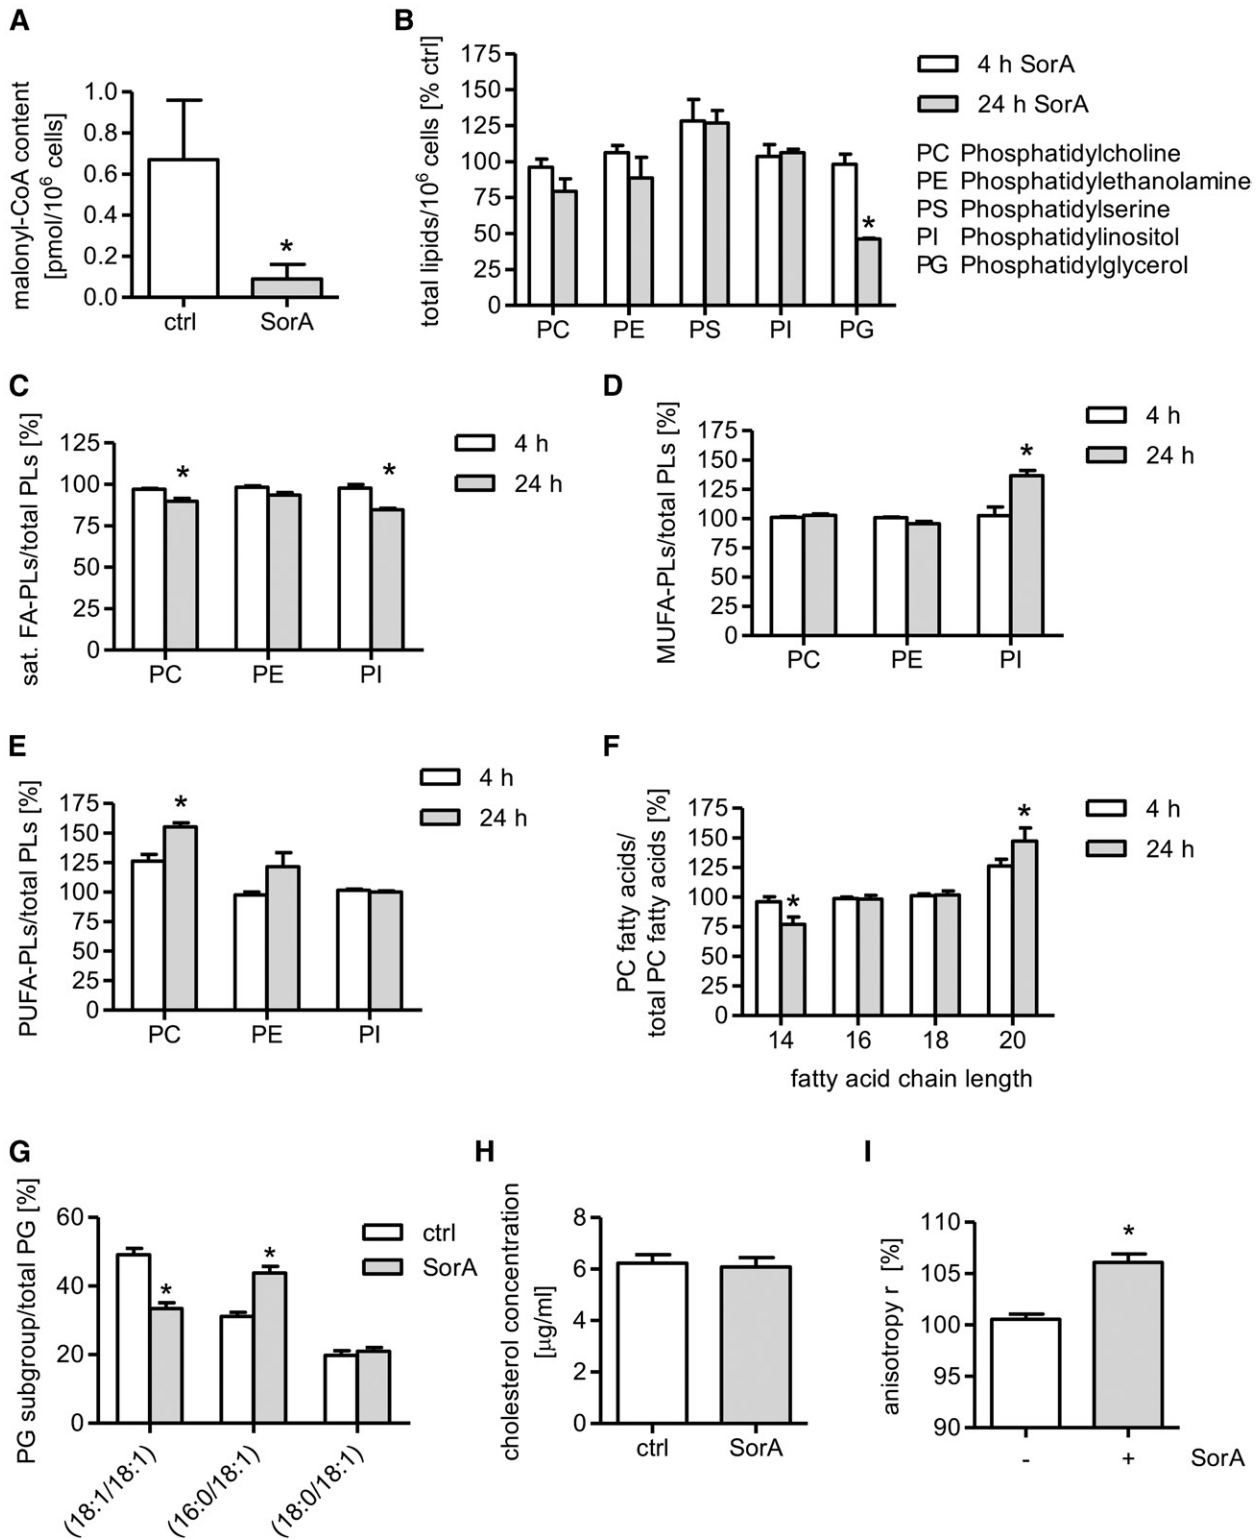 A
malonyl-CoA content
[pmol/10⁶ cells]
1.0
0.8
0.6
0.4
0.2
0.0
*
ctrl
SorA
B
total lipids/10⁶ cells [% ctrl]
175
150
125
100
75
50
25
0
*
PC
PE
PS
PI
PG
4 h SorA
24 h SorA
PC Phosphatidylcholine
PE Phosphatidylethanolamine
PS Phosphatidylserine
PI Phosphatidylinositol
PG Phosphatidylglycerol
C
sat. FA-PLs/total PLs [%]
125
100
75
50
25
0
*
*
PC
PE
PI
4 h
24 h
D
MUFA-PLs/total PLs [%]
175
150
125
100
75
50
25
0
*
PC
PE
PI
4 h
24 h
E
PUFA-PLs/total PLs [%]
175
150
125
100
75
50
25
0
*
PC
PE
PI
4 h
24 h
F
PC fatty acids/
total PC fatty acids [%]
175
150
125
100
75
50
25
0
*
*
14
16
18
20
fatty acid chain length
4 h
24 h
G
PG subgroup/total PG [%]
60
40
20
0
*
*
(18:1/18:1)
(16:0/18:1)
(18:0/18:1)
ctrl
SorA
H
cholesterol concentration
[µg/ml]
8
6
4
2
0
ctrl
SorA
I
anisotropy r [%]
110
105
100
95
90
*
-
+
SorA